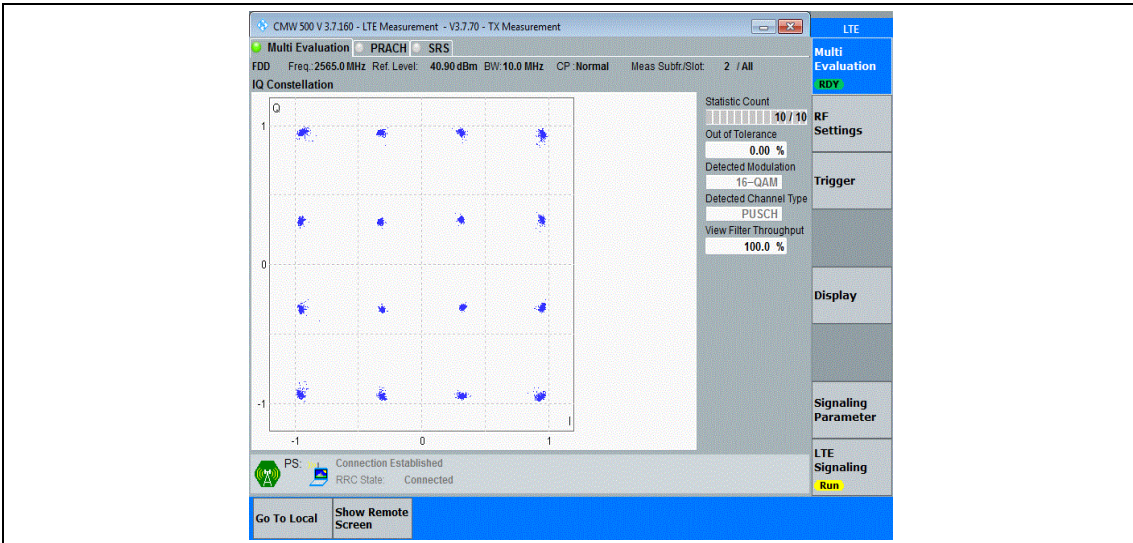 CMW 500 V 3.7.160 - LTE Measurement - V3.7.70 - TX Measurement
LTE
Multi Evaluation PRACH SRS
FDD Freq.:2565.0 MHz Ref. Level: 40.90 dBm BW:10.0 MHz CP :Normal Meas Subfr./Slot: 2 / All
IQ Constellation
Multi
Evaluation
RDY
Q
1
0
-1
-1 0 1
I
Statistic Count
10 / 10
Out of Tolerance
0.00 %
Detected Modulation
16-QAM
Detected Channel Type
PUSCH
View Filter Throughput
100.0 %
RF
Settings
Trigger
Display
Signaling
Parameter
LTE
Signaling
Run
PS: Connection Established
RRC State: Connected
Go To Local
Show Remote
Screen